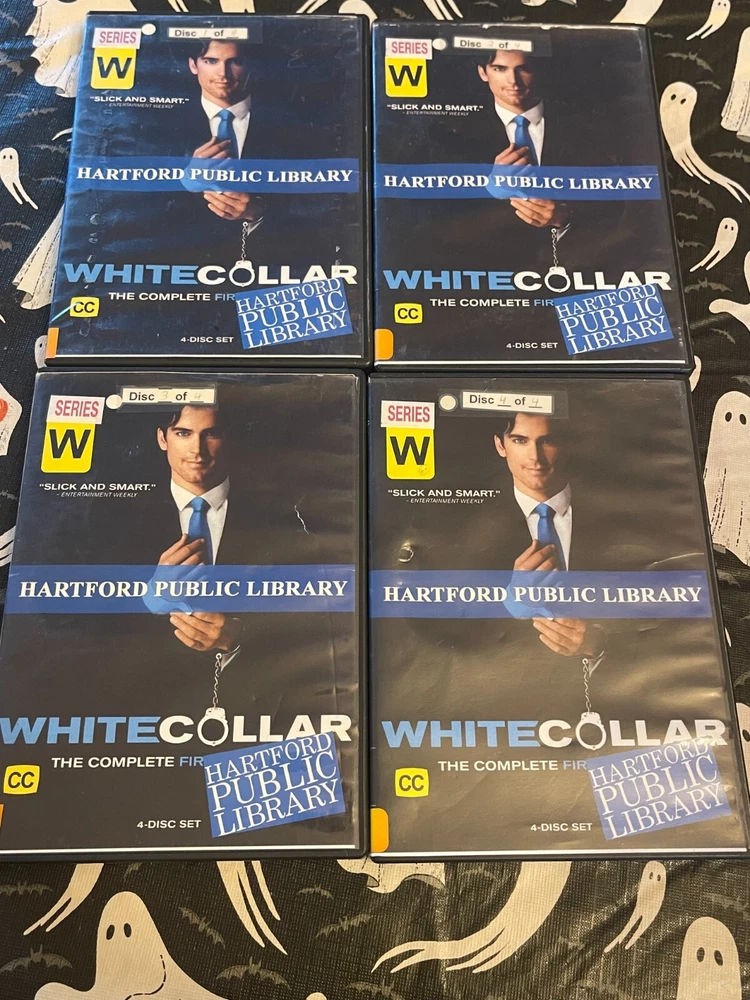 SERIES
Disc 1 of 4
W
"SLICK AND SMART."
- ENTERTAINMENT WEEKLY
HARTFORD PUBLIC LIBRARY
WHITECOLLAR
THE COMPLETE FIR
CC
HARTFORD
PUBLIC
LIBRARY
4-DISC SET
SERIES
Disc 2 of 4
W
"SLICK AND SMART."
- ENTERTAINMENT WEEKLY
HARTFORD PUBLIC LIBRARY
WHITECOLLAR
THE COMPLETE FIR
CC
HARTFORD
PUBLIC
LIBRARY
4-DISC SET
SERIES
Disc 3 of 4
W
"SLICK AND SMART."
- ENTERTAINMENT WEEKLY
HARTFORD PUBLIC LIBRARY
WHITECOLLAR
THE COMPLETE FIR
CC
HARTFORD
PUBLIC
LIBRARY
4-DISC SET
SERIES
Disc 4 of 4
W
"SLICK AND SMART."
- ENTERTAINMENT WEEKLY
HARTFORD PUBLIC LIBRARY
WHITECOLLAR
THE COMPLETE FIR
CC
HARTFORD
PUBLIC
LIBRARY
4-DISC SET